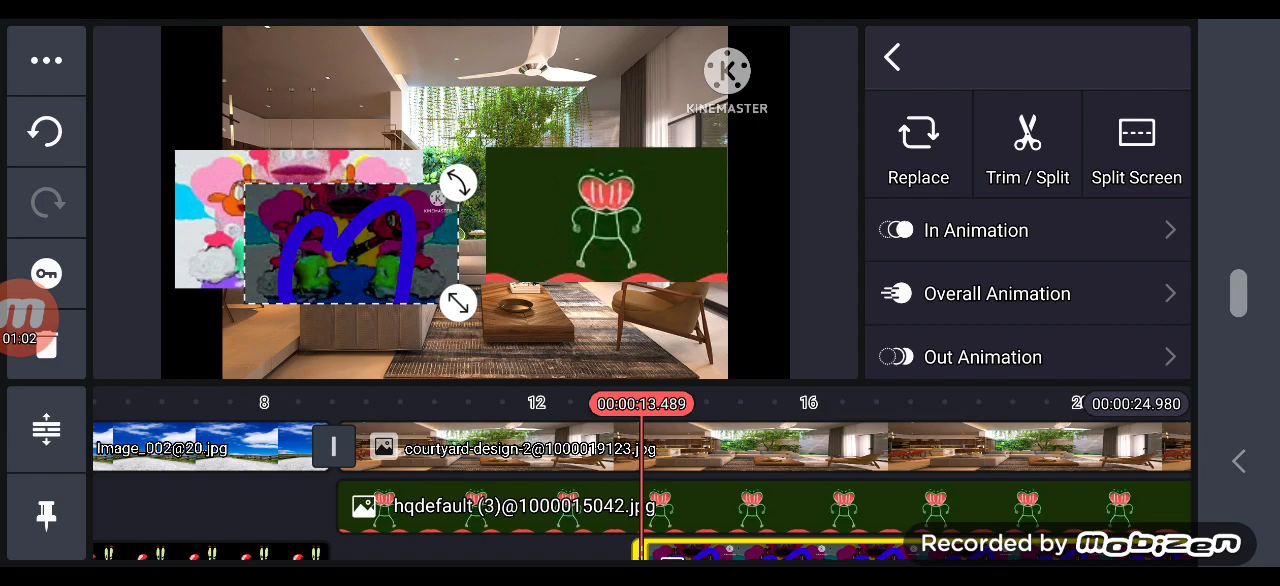 KINEMASTER
KINEMASTER
Replace
Trim / Split
Split Screen
In Animation
Overall Animation
Out Animation
m
01:02
8
12
00:00:13.489
16
00:00:24.980
Image_002@20.jpg
courtyard-design-2@1000019123.jpg
hqdefault (3)@1000015042.jpg
Recorded by mobizen